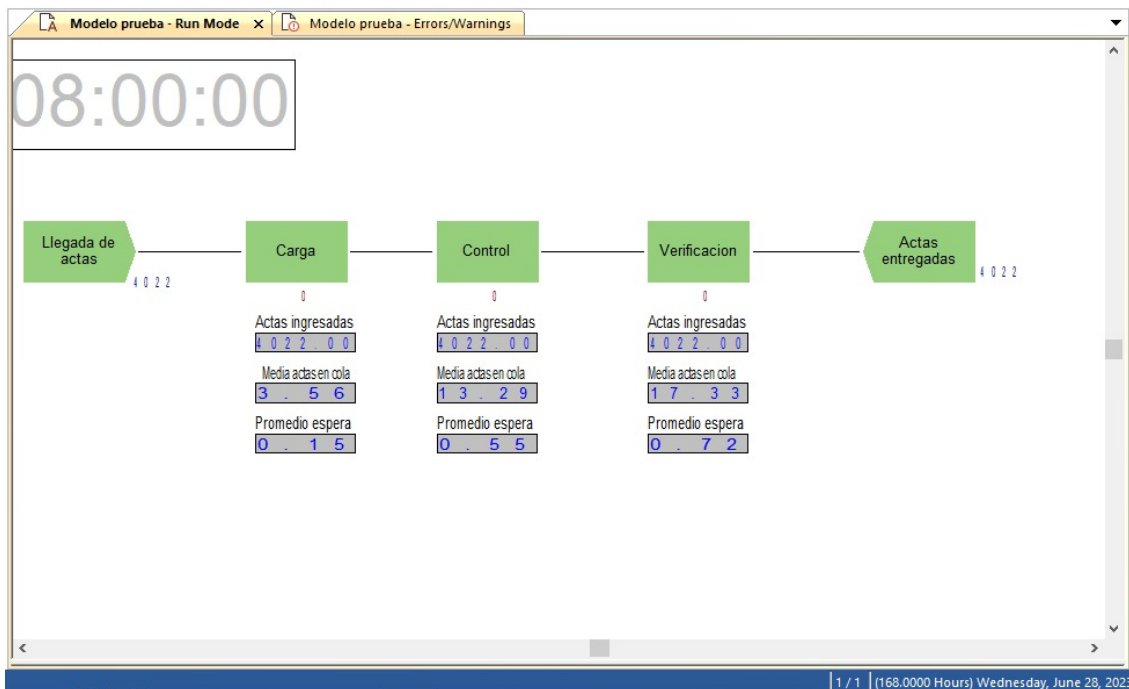 Modelo prueba - Run Mode
Modelo prueba - Errors/Warnings
08:00:00
Llegada de
actas
4022
Carga
0
Control
0
Verificacion
0
Actas
entregadas
4022
Actas ingresadas
4022.00
Media actas en cola
3.56
Promedio espera
0.15
Actas ingresadas
4022.00
Media actas en cola
13.29
Promedio espera
0.55
Actas ingresadas
4022.00
Media actas en cola
17.33
Promedio espera
0.72
1 / 1
(168.0000 Hours) Wednesday, June 28, 2023